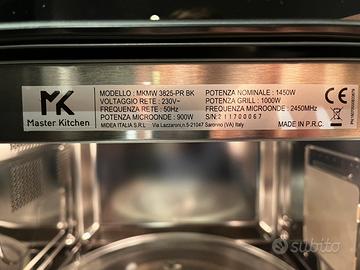 MK
Master Kitchen
MODELLO : MKMW 3825-PR BK
VOLTAGGIO RETE : 230V~
FREQUENZA RETE : 50Hz
POTENZA MICROONDE : 900W
MIDEA ITALIA S.R.L
Via Lazzaroni,n.5-21047 Saronno (VA) Italy
POTENZA NOMINALE : 1450W
POTENZA GRILL : 1000W
FREQUENZA MICROONDE : 2450MHz
S/N: 211700067
MADE IN P.R.C.
CE
subito